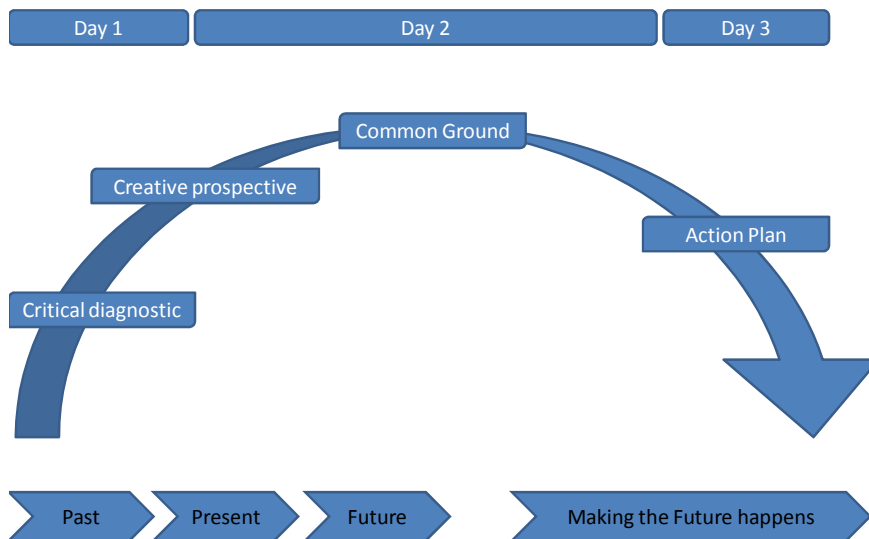 Day 1
Day 2
Day 3
Common Ground
Creative prospective
Action Plan
Critical diagnostic
Past
Present
Future
Making the Future happens